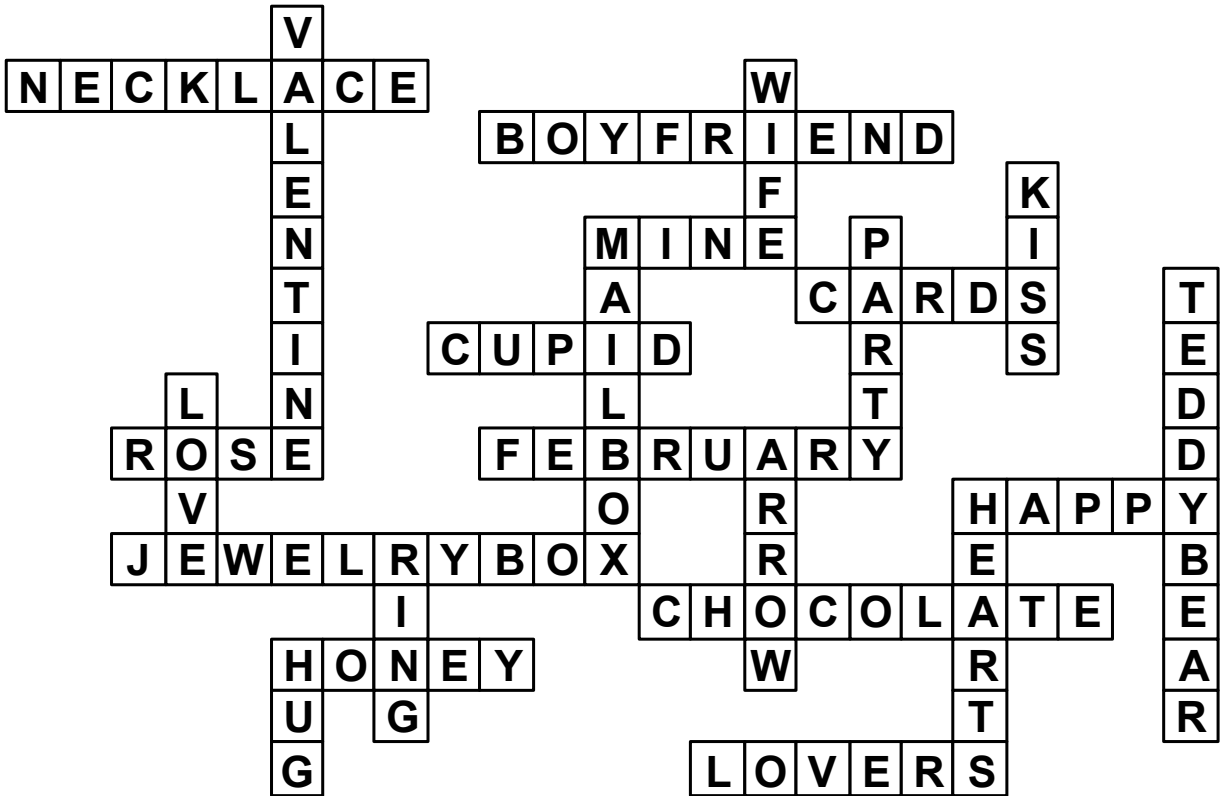 VALENTINE
NECKLACE
WIFE
BOYFRIEND
KISS
MINE
MAILBOX
PARTY
CARDS
TEDDYBEAR
CUPID
LOVE
ROSE
FEBRUARY
ARROW
HAPPY
HEARTS
JEWELRYBOX
RING
CHOCOLATE
HONEY
HUG
LOVERS